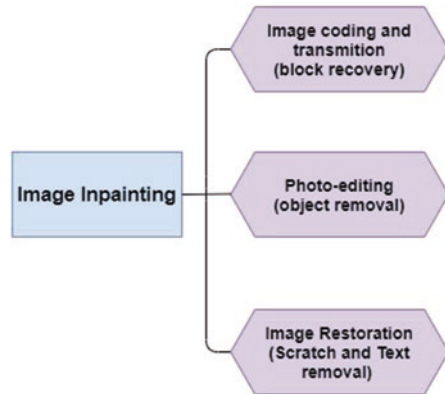 Image coding and
transmition
(block recovery)
Image Inpainting
Photo-editing
(object removal)
Image Restoration
(Scratch and Text
removal)